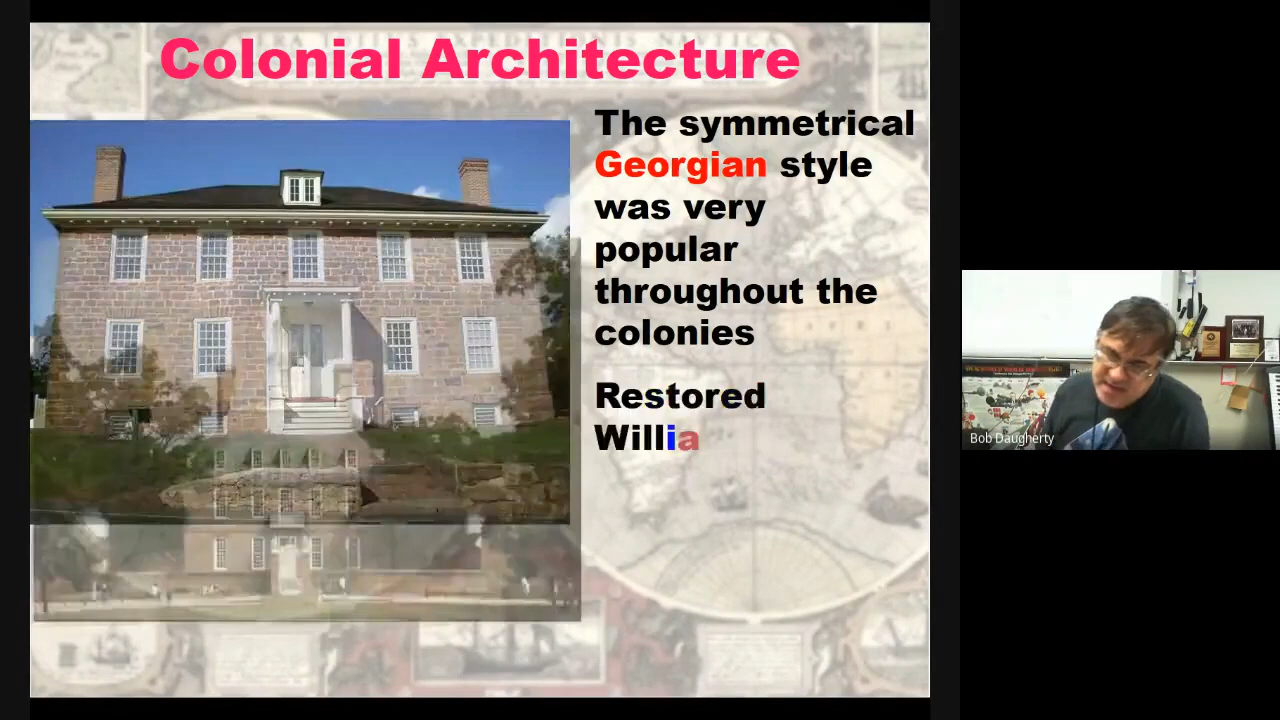 Colonial Architecture
The symmetrical
Georgian style
was very
popular
throughout the
colonies
Restored
Willia
Bob Daugherty